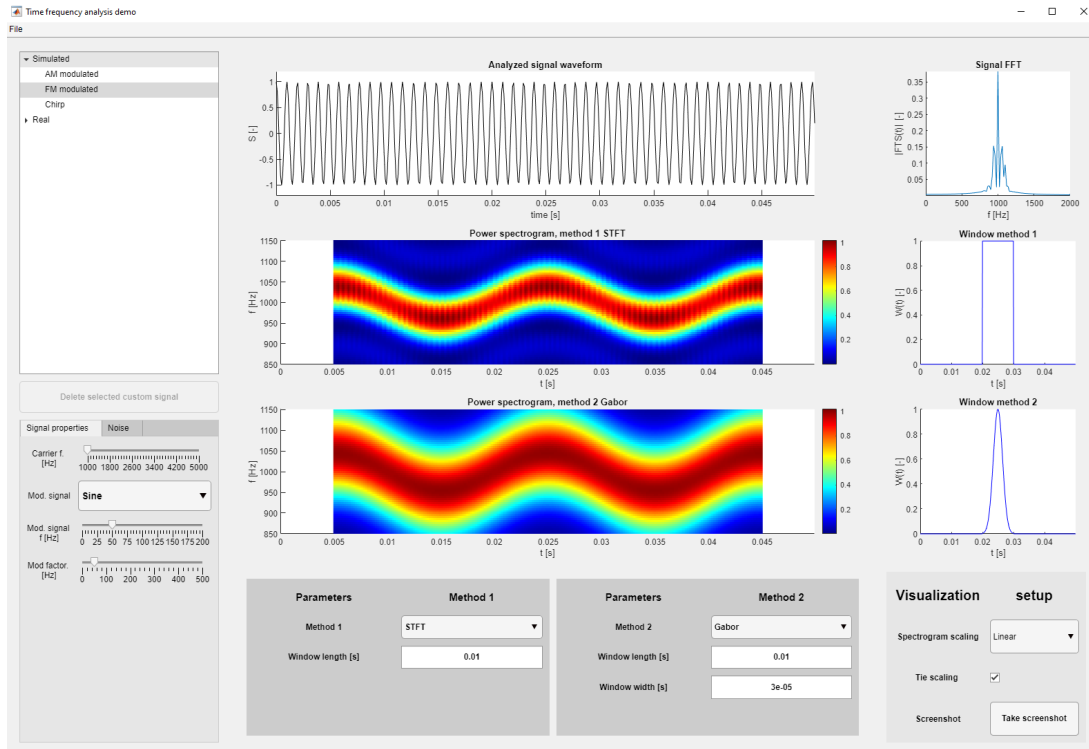 Time frequency analysis demo
File
Simulated
AM modulated
FM modulated
Chirp
Real
Delete selected custom signal
Signal properties Noise
Carrier f. [Hz]
1000 1800 2600 3400 4200 5000
Mod. signal Sine
Mod. signal f [Hz]
0 25 50 75 100 125 150 175 200
Mod factor. [Hz]
0 100 200 300 400 500
Analyzed signal waveform
S [-]
1
0.5
0
-0.5
-1
0 0.005 0.01 0.015 0.02 0.025 0.03 0.035 0.04 0.045
time [s]
Signal FFT
|FTS(t)| [-]
0.35
0.3
0.25
0.2
0.15
0.1
0.05
0 500 1000 1500 2000
f [Hz]
Power spectrogram, method 1 STFT
f [Hz]
1150
1100
1050
1000
950
900
850
0 0.005 0.01 0.015 0.02 0.025 0.03 0.035 0.04 0.045
t [s]
1
0.8
0.6
0.4
0.2
Window method 1
W(t) [-]
1
0.8
0.6
0.4
0.2
0
0 0.01 0.02 0.03 0.04
t [s]
Power spectrogram, method 2 Gabor
f [Hz]
1150
1100
1050
1000
950
900
850
0 0.005 0.01 0.015 0.02 0.025 0.03 0.035 0.04 0.045
t [s]
1
0.8
0.6
0.4
0.2
Window method 2
W(t) [-]
1
0.8
0.6
0.4
0.2
0
0 0.01 0.02 0.03 0.04
t [s]
Parameters Method 1
Method 1 STFT
Window length [s] 0.01
Parameters Method 2
Method 2 Gabor
Window length [s] 0.01
Window width [s] 3e-05
Visualization setup
Spectrogram scaling Linear
Tie scaling
Screenshot Take screenshot